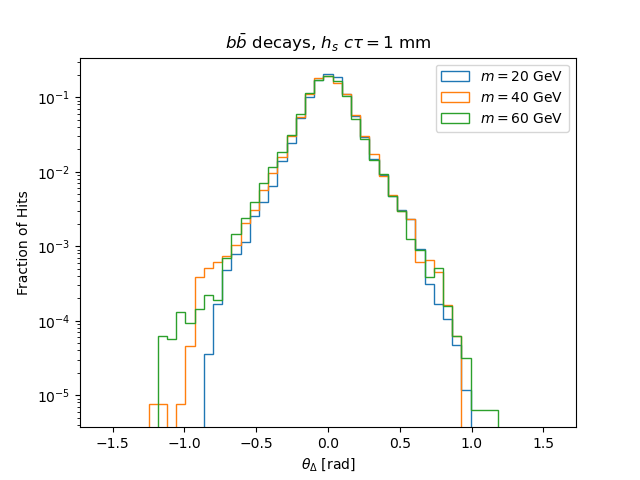 b b̄ decays, h_s cτ = 1 mm
m = 20 GeV
m = 40 GeV
m = 60 GeV
Fraction of Hits
10⁻¹
10⁻²
10⁻³
10⁻⁴
10⁻⁵
−1.5 −1.0 −0.5 0.0 0.5 1.0 1.5
θ_Δ [rad]